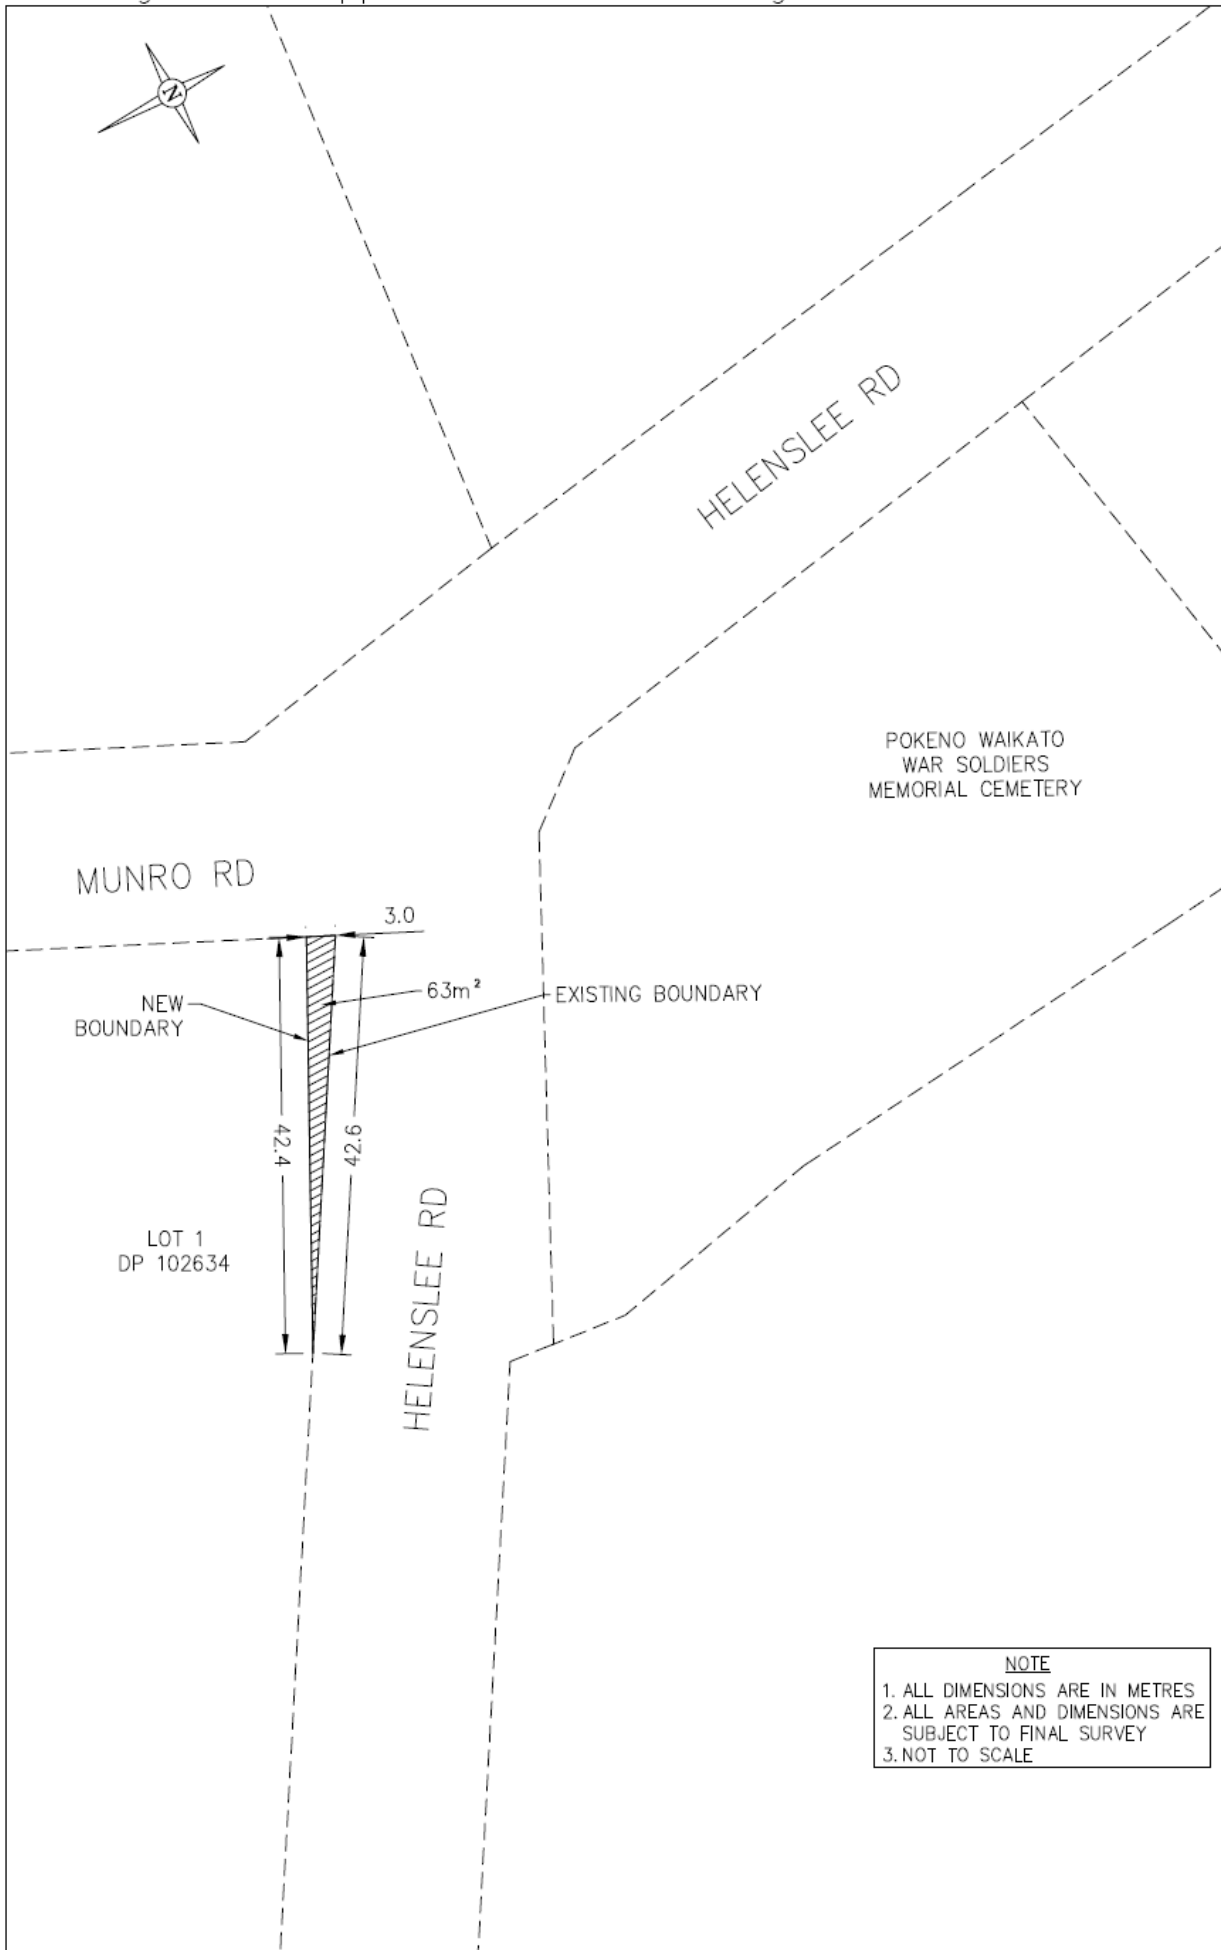 N
HELENSLEE RD
POKENO WAIKATO
WAR SOLDIERS
MEMORIAL CEMETERY
MUNRO RD
3.0
63m²
EXISTING BOUNDARY
NEW
BOUNDARY
42.4
42.6
LOT 1
DP 102634
HELENSLEE RD
NOTE
1. ALL DIMENSIONS ARE IN METRES
2. ALL AREAS AND DIMENSIONS ARE
SUBJECT TO FINAL SURVEY
3. NOT TO SCALE